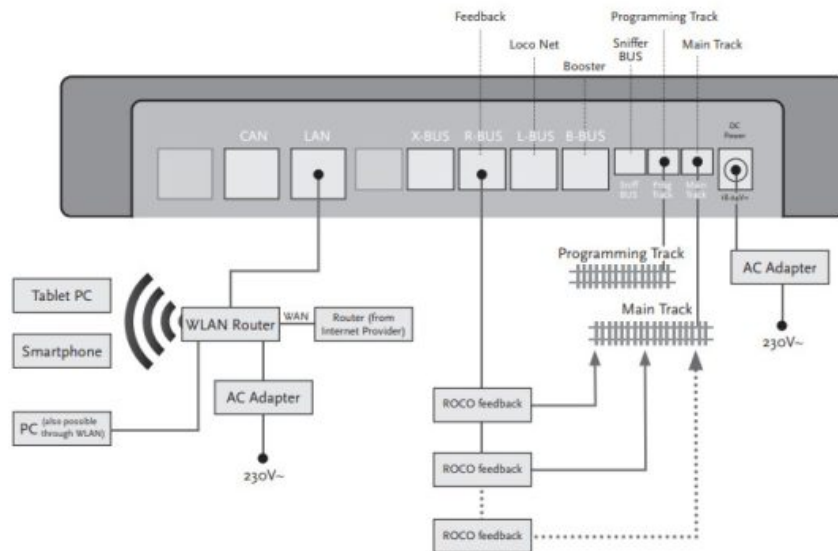 Feedback
Programming Track
Loco Net
Sniffer
BUS
Main Track
Booster
DC
Power
CAN
LAN
X-BUS
R-BUS
L-BUS
B-BUS
Sniff
BUS
Prog
Track
Main
Track
Programming Track
AC Adapter
Tablet PC
Main Track
WLAN Router
WAN
Router (from
Internet Provider)
230V~
Smartphone
AC Adapter
ROCO feedback
PC (also possible
through WLAN)
230V~
ROCO feedback
ROCO feedback